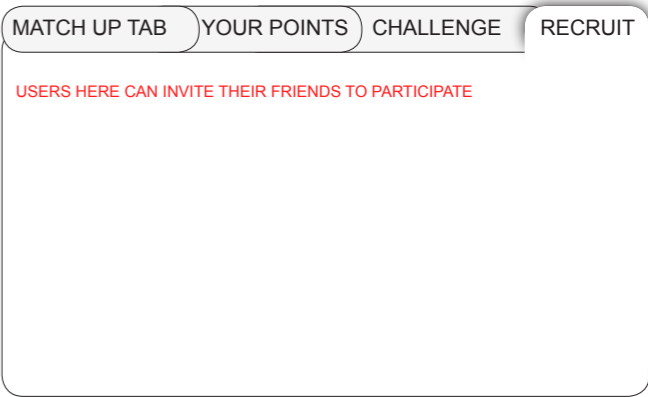 MATCH UP TAB YOUR POINTS CHALLENGE RECRUIT
USERS HERE CAN INVITE THEIR FRIENDS TO PARTICIPATE